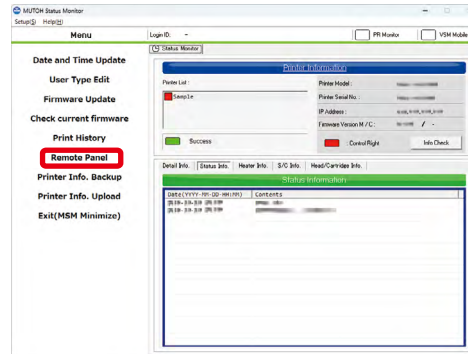 MUTOH Status Monitor
Setup(S) Help(H)
Menu
Login ID: -
PR Monitor
VSM Mobile
Status Monitor
Date and Time Update
User Type Edit
Firmware Update
Check current firmware
Print History
Remote Panel
Printer Info. Backup
Printer Info. Upload
Exit(MSM Minimize)
Printer Information
Printer List :
Sample
Success
Printer Model :
Printer Serial No. :
IP Address :
Firmware Version M / C : / -
: Control Right
Info Check
Detail Info. Status Info. Heater Info. S/C Info. Head/Cartridge Info.
Status Information
Date(YYYY-MM-DD-HH:MM) Contents